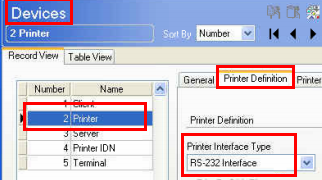 Devices
2 Printer
Sort By Number
Record View Table View
Number Name
1 Client
2 Printer
3 Server
4 Printer IDN
5 Terminal
General Printer Definition Printer
Printer Definition
Printer Interface Type
RS-232 Interface